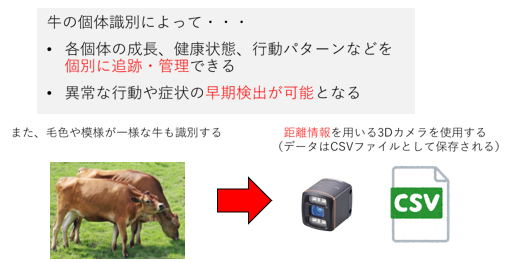 牛の個体識別によって・・・
• 各個体の成長、健康状態、行動パターンなどを
個別に追跡・管理できる
• 異常な行動や症状の早期検出が可能となる
また、毛色や模様が一様な牛も識別する
距離情報を用いる3Dカメラを使用する
（データはCSVファイルとして保存される）
CSV